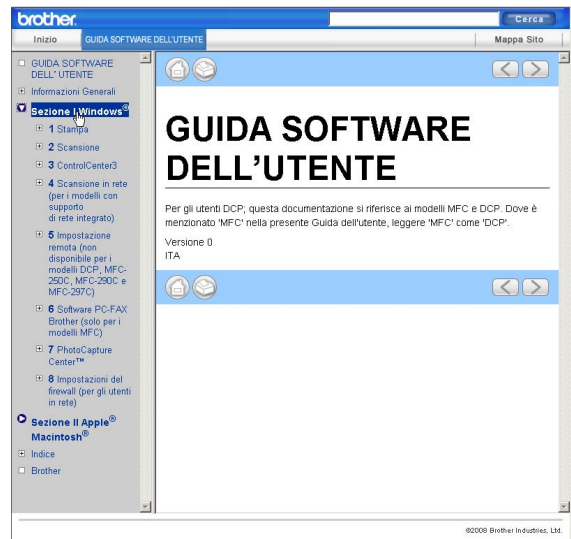 brother.
Cerca
Inizio
GUIDA SOFTWARE DELL'UTENTE
Mappa Sito
GUIDA SOFTWARE
DELL' UTENTE
Informazioni Generali
Sezione I Windows®
1 Stampa
2 Scansione
3 ControlCenter3
4 Scansione in rete
(per i modelli con
supporto
di rete integrato)
5 Impostazione
remota (non
disponibile per i
modelli DCP, MFC-
250C, MFC-290C e
MFC-297C)
6 Software PC-FAX
Brother (solo per i
modelli MFC)
7 PhotoCapture
Center™
8 Impostazioni del
firewall (per gli utenti
in rete)
Sezione II Apple®
Macintosh®
Indice
Brother
GUIDA SOFTWARE
DELL'UTENTE
Per gli utenti DCP; questa documentazione si riferisce ai modelli MFC e DCP. Dove è
menzionato 'MFC' nella presente Guida dell'utente, leggere 'MFC' come 'DCP'.
Versione 0
ITA
©2008 Brother Industries, Ltd.